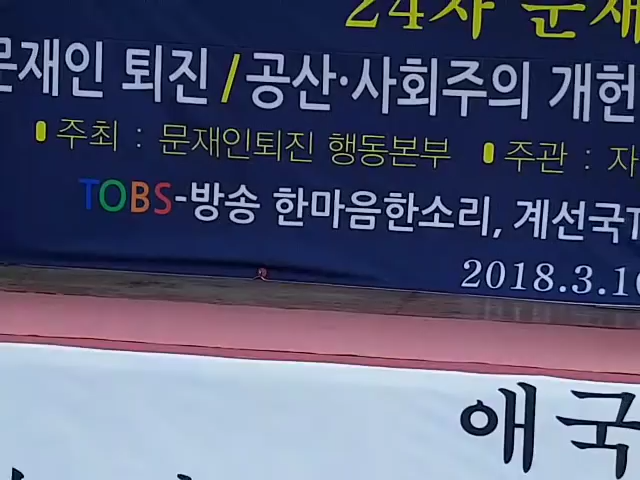 24차 문재
문재인 퇴진/공산·사회주의 개헌
주최 : 문재인퇴진 행동본부 주관 : 자
TOBS-방송 한마음한소리, 계선국T
2018.3.10
애국